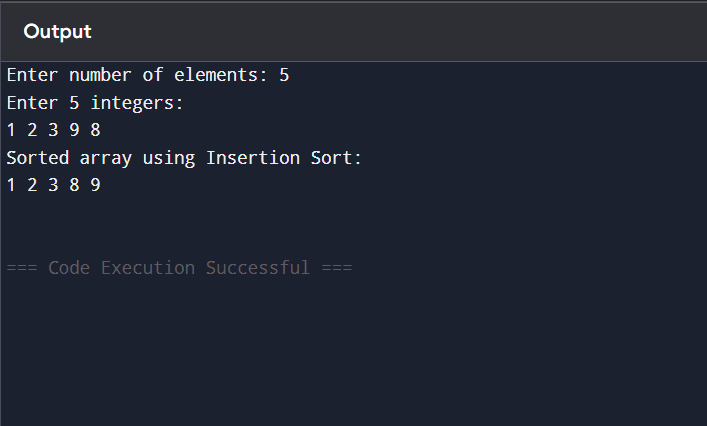 Output
Enter number of elements: 5
Enter 5 integers:
1 2 3 9 8
Sorted array using Insertion Sort:
1 2 3 8 9
=== Code Execution Successful ===